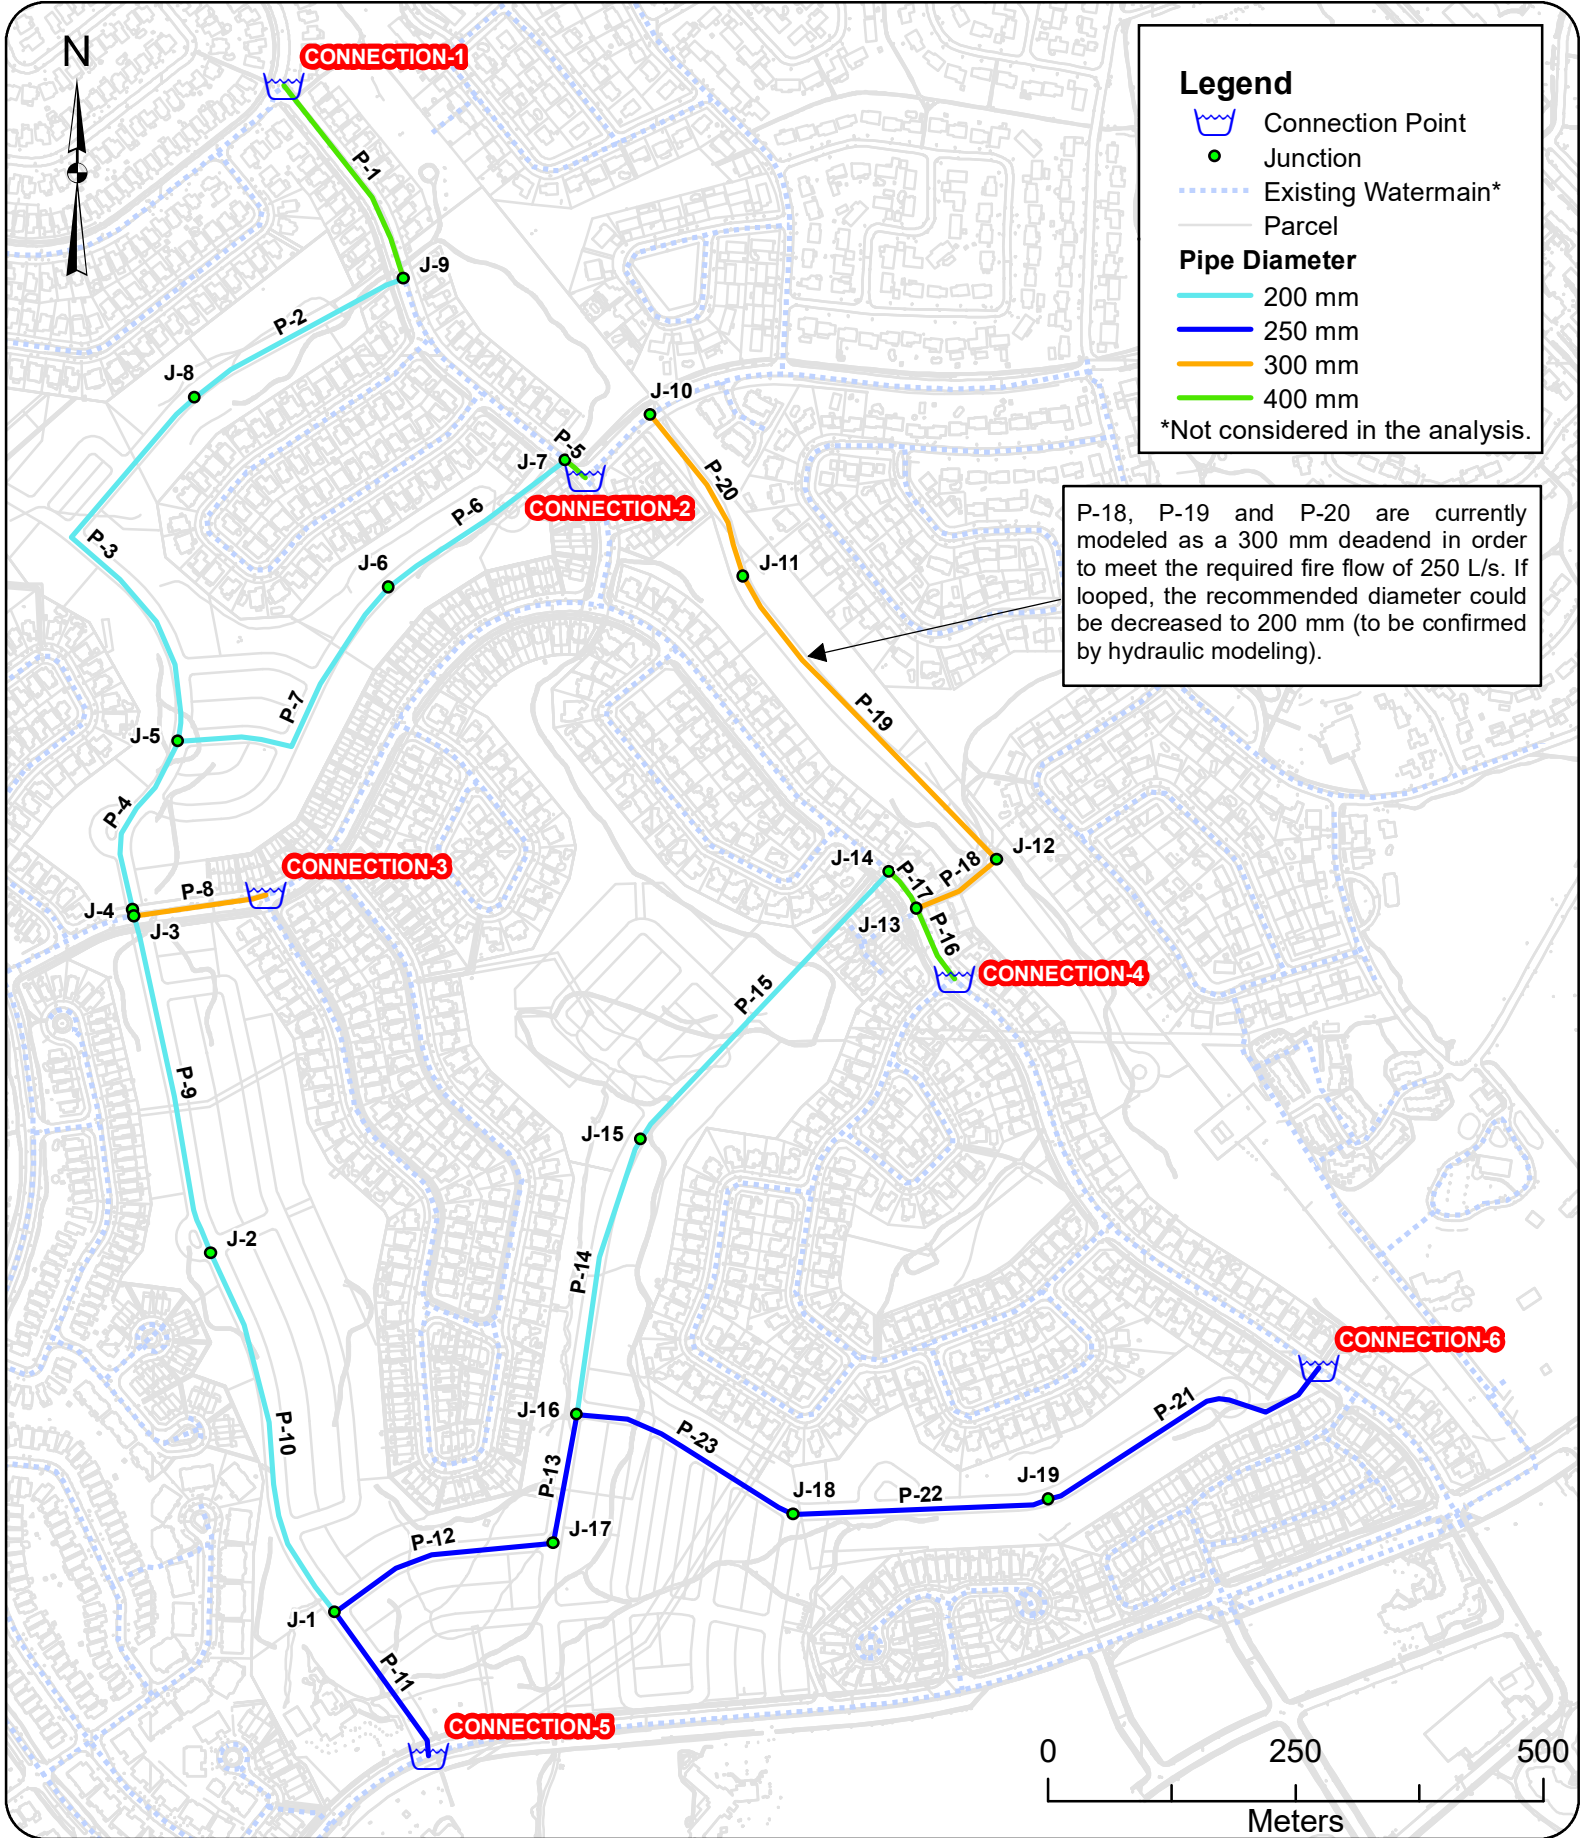 N
CONNECTION-1
Legend
Connection Point
Junction
Existing Watermain*
Parcel
Pipe Diameter
200 mm
250 mm
300 mm
400 mm
*Not considered in the analysis.
P-1
J-9
P-2
J-8
J-10
P-5
J-7
P-20
CONNECTION-2
P-6
P-18, P-19 and P-20 are currently
modeled as a 300 mm deadend in order
to meet the required fire flow of 250 L/s. If
looped, the recommended diameter could
be decreased to 200 mm (to be confirmed
by hydraulic modeling).
P-3
J-6
J-11
P-7
P-19
J-5
P-4
J-12
J-14
P-18
CONNECTION-3
P-17
P-8
J-4
J-3
J-13
P-16
CONNECTION-4
P-15
P-9
J-15
J-2
P-14
CONNECTION-6
P-21
J-16
P-10
P-23
P-13
J-19
J-18
P-22
J-17
P-12
J-1
P-11
CONNECTION-5
0 250 500
Meters